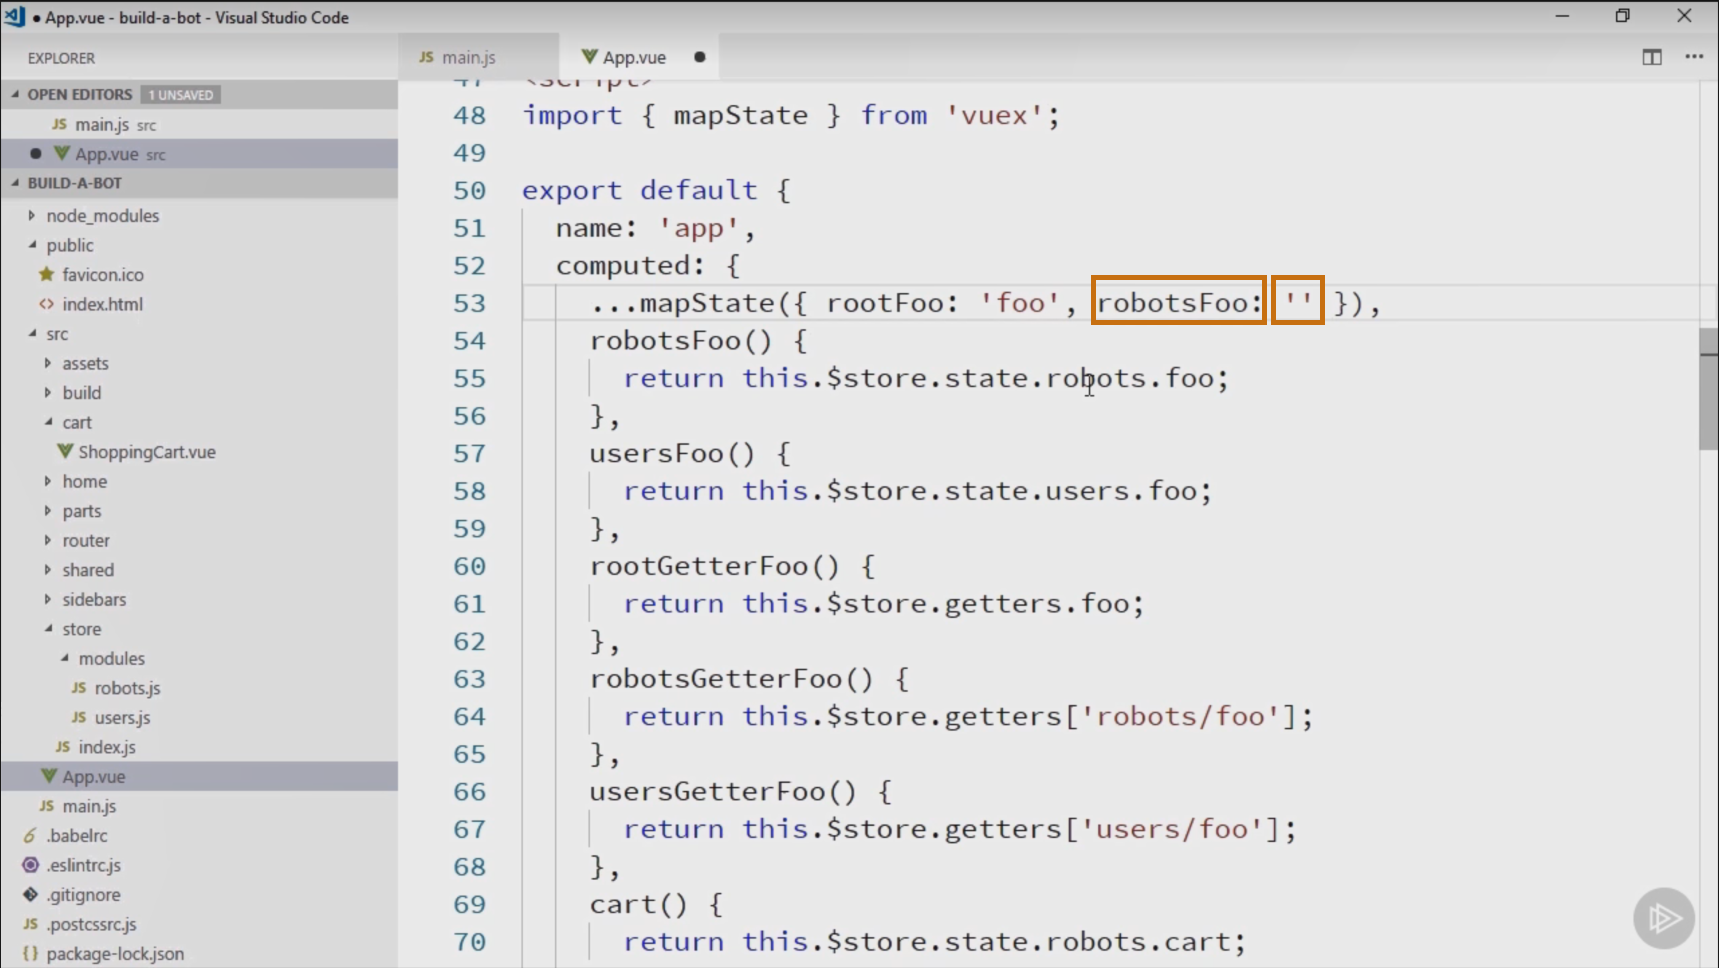 App.vue - build-a-bot - Visual Studio Code
EXPLORER
OPEN EDITORS 1 UNSAVED
JS main.js src
App.vue src
BUILD-A-BOT
node_modules
public
favicon.ico
<> index.html
src
assets
build
cart
ShoppingCart.vue
home
parts
router
shared
sidebars
store
modules
JS robots.js
JS users.js
JS index.js
App.vue
JS main.js
6 .babelrc
.eslintrc.js
.gitignore
JS .postcssrc.js
{} package-lock.json
JS main.js
App.vue
47 <script>
48 import { mapState } from 'vuex';
49
50 export default {
51 name: 'app',
52 computed: {
53 ...mapState({ rootFoo: 'foo', robotsFoo: '' }),
54 robotsFoo() {
55 return this.$store.state.robots.foo;
56 },
57 usersFoo() {
58 return this.$store.state.users.foo;
59 },
60 rootGetterFoo() {
61 return this.$store.getters.foo;
62 },
63 robotsGetterFoo() {
64 return this.$store.getters['robots/foo'];
65 },
66 usersGetterFoo() {
67 return this.$store.getters['users/foo'];
68 },
69 cart() {
70 return this.$store.state.robots.cart;